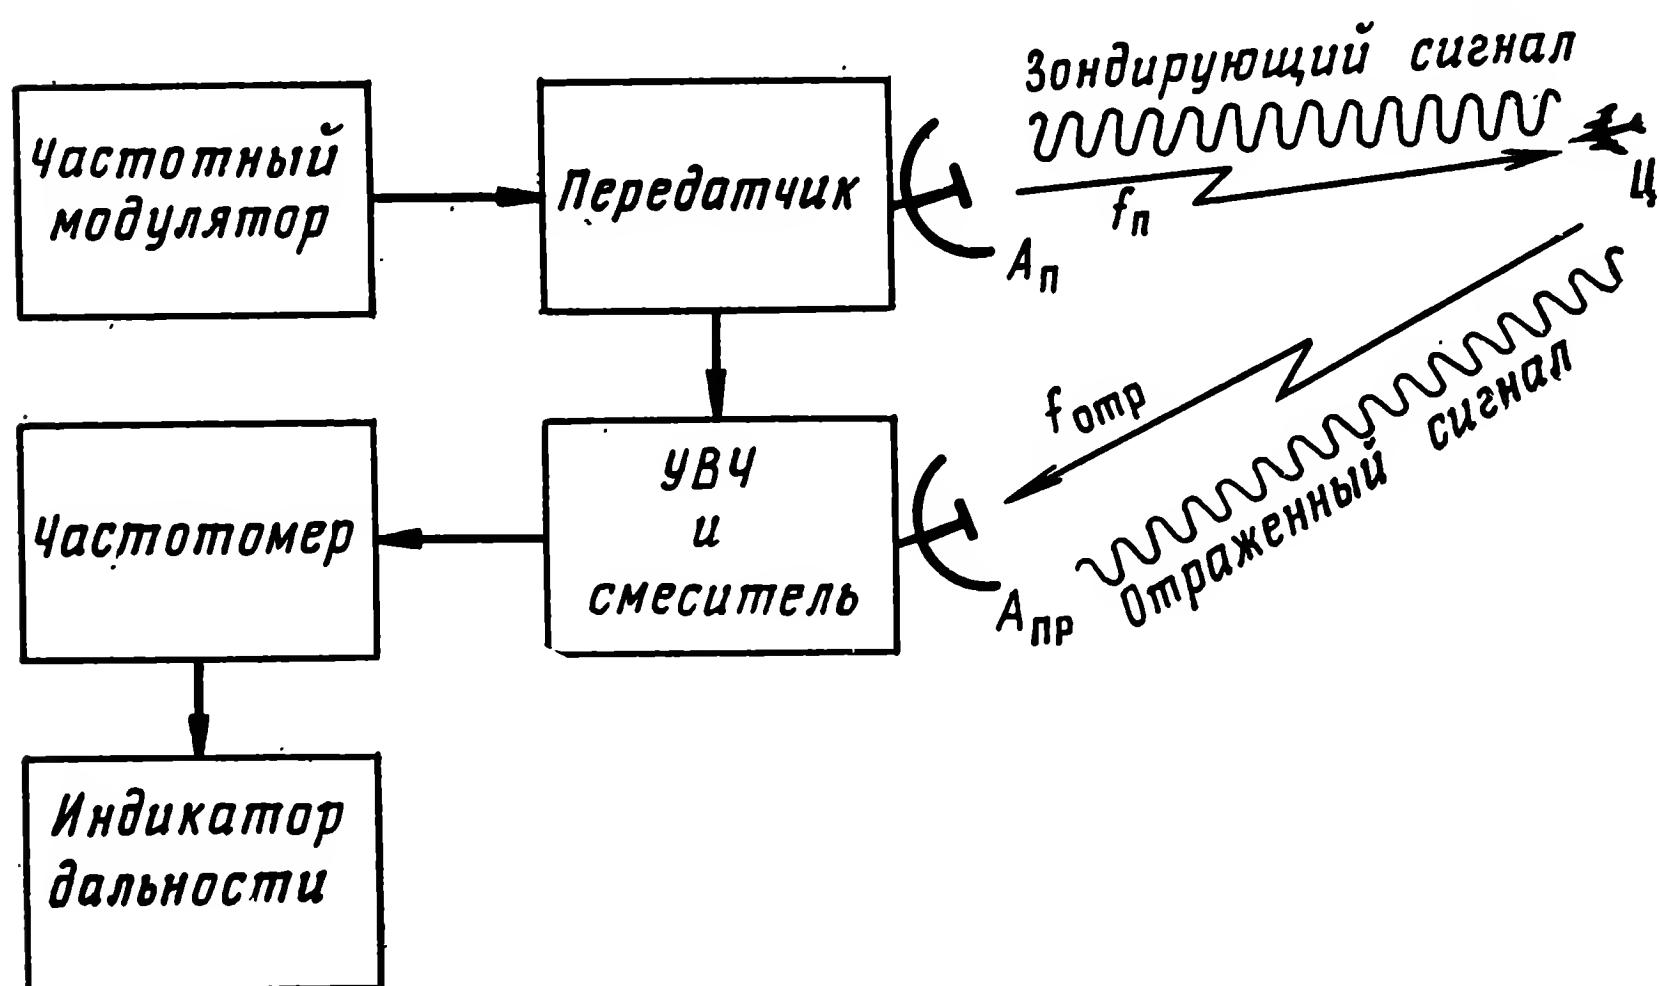 Зондирующий сигнал
Частотный
модулятор
Передатчик
Aп
fп
Ц
fотр
Отраженный сигнал
Частотомер
УВЧ
и
смеситель
Aпр
Индикатор
дальности